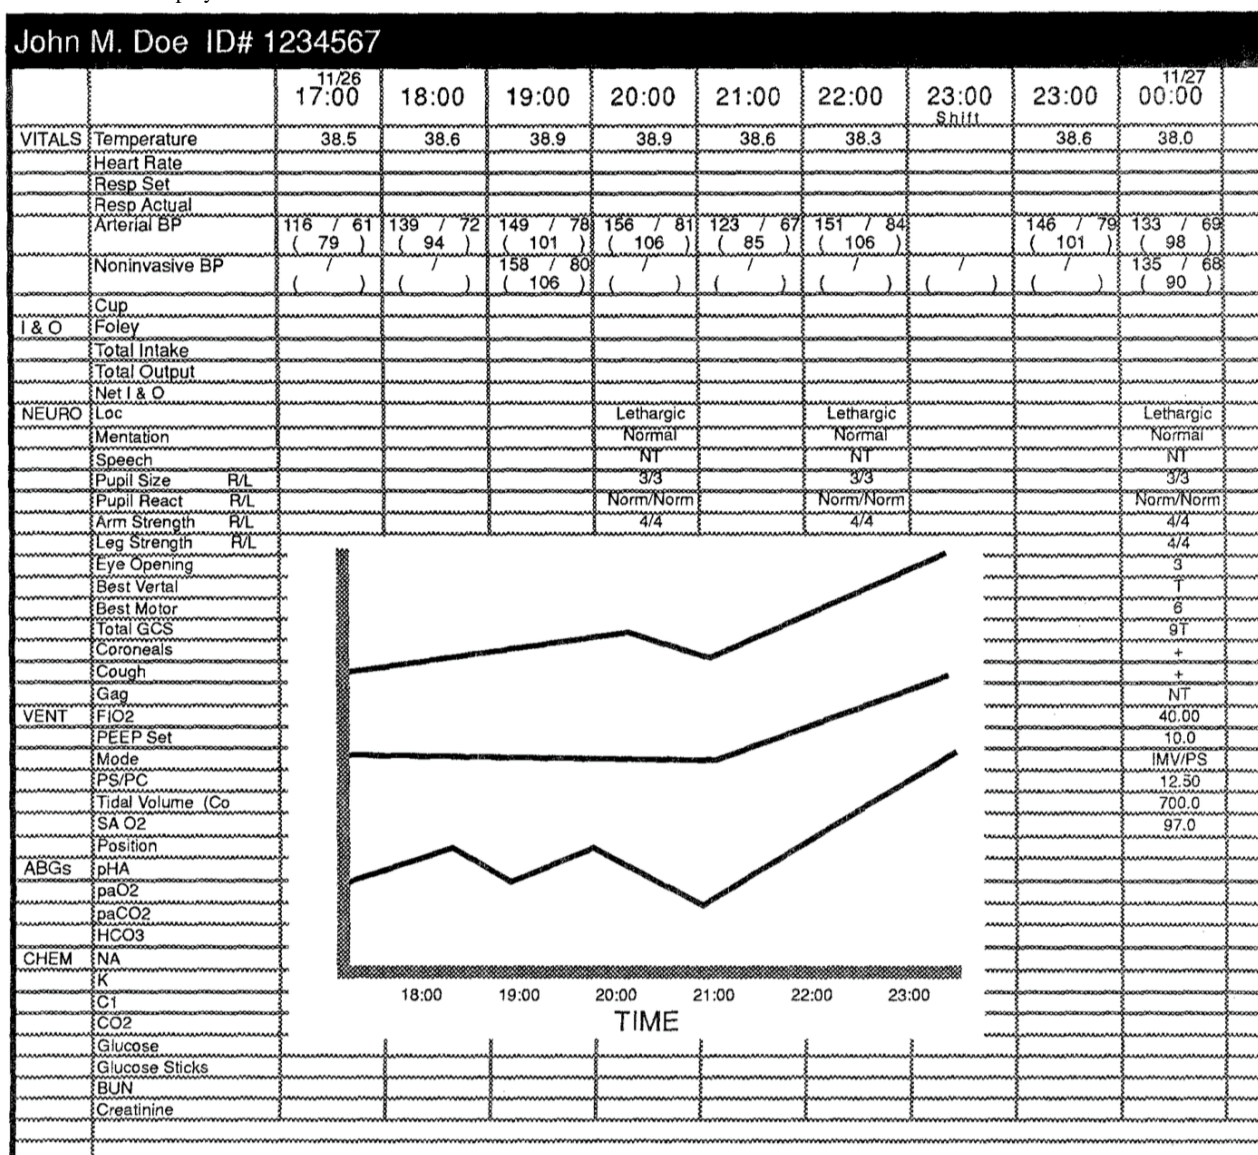 John M. Doe ID# 1234567
11/26 11/27
17:00 18:00 19:00 20:00 21:00 22:00 23:00 23:00 00:00
Shift
VITALS Temperature 38.5 38.6 38.9 38.9 38.6 38.3 38.6 38.0
Heart Rate
Resp Set
Resp Actual
Arterial BP 116 / 61 139 / 72 149 / 78 156 / 81 123 / 67 151 / 84 146 / 79 133 / 69
( 79 ) ( 94 ) ( 101 ) ( 106 ) ( 85 ) ( 106 ) ( 101 ) ( 98 )
Noninvasive BP / / 158 / 80 / / / / / 135 / 68
( ) ( ) ( 106 ) ( ) ( ) ( ) ( ) ( ) ( 90 )
Cup
I & O Foley
Total Intake
Total Output
Net I & O
NEURO Loc Lethargic Lethargic Lethargic
Mentation Normal Normal Normal
Speech NT NT NT
Pupil Size R/L 3/3 3/3 3/3
Pupil React R/L Norm/Norm Norm/Norm Norm/Norm
Arm Strength R/L 4/4 4/4 4/4
Leg Strength R/L 4/4
Eye Opening 3
Best Vertal T
Best Motor 6
Total GCS 9T
Coroneals +
Cough +
Gag NT
VENT FIO2 40.00
PEEP Set 10.0
Mode IMV/PS
PS/PC 12.50
Tidal Volume (Co 700.0
SA O2 97.0
Position
ABGs pHA
paO2
paCO2
HCO3
CHEM NA
K
C1
CO2
Glucose
Glucose Sticks
BUN
Creatinine
18:00 19:00 20:00 21:00 22:00 23:00
TIME